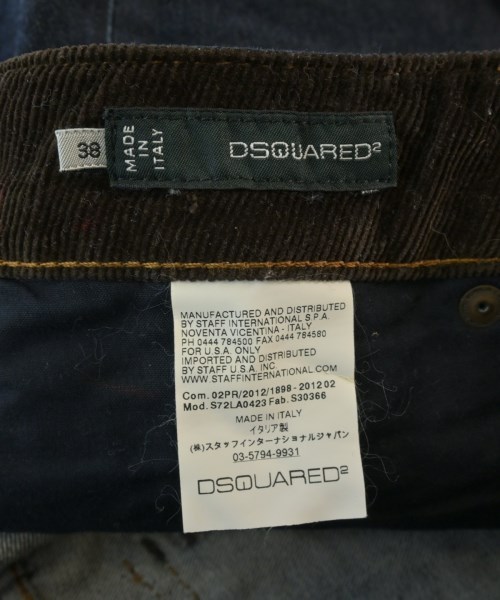 38
MADE
IN
ITALY
DSQUARED²
MANUFACTURED AND DISTRIBUTED
BY STAFF INTERNATIONAL S.P.A.
NOVENTA VICENTINA - ITALY
PH 0444 784500 FAX 0444 784580
FOR U.S.A. ONLY
IMPORTED AND DISTRIBUTED
BY STAFF U.S.A. INC
WWW.STAFFINTERNATIONAL.COM
Com. 02PR/2012/1898 - 2012 02
Mod. S72LA0423 Fab. S30366
MADE IN ITALY
イタリア製
(株)スタッフインターナショナルジャパン
03-5794-9931
DSQUARED²